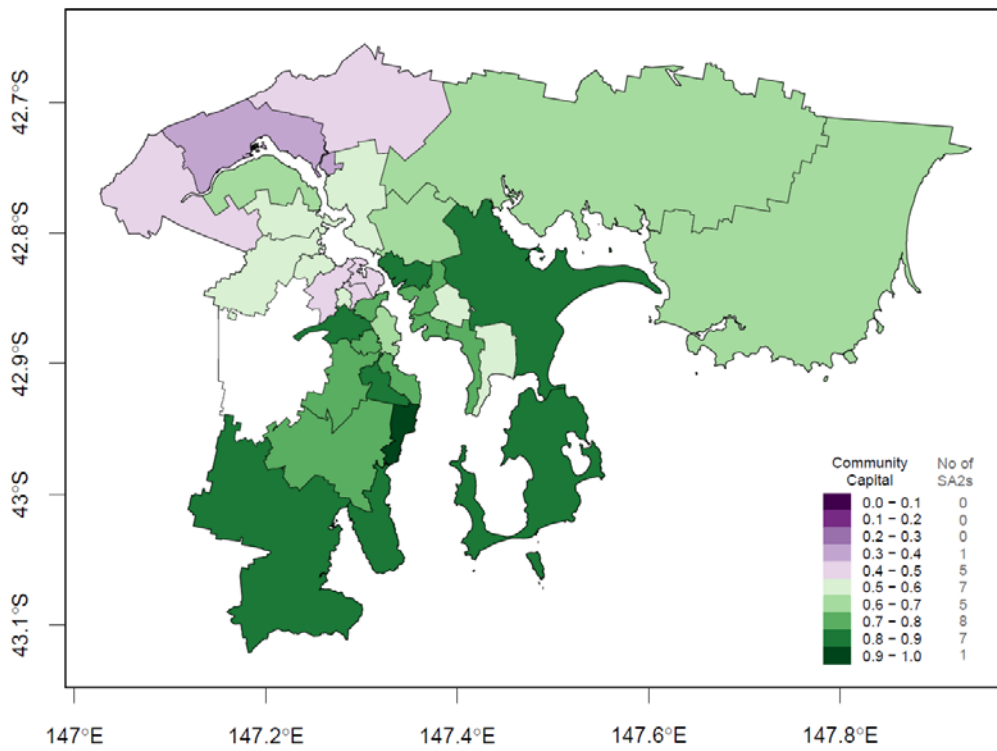 42.7°S
42.8°S
42.9°S
43°S
43.1°S
Community Capital No of SA2s
0.0 – 0.1 0
0.1 – 0.2 0
0.2 – 0.3 0
0.3 – 0.4 1
0.4 – 0.5 5
0.5 – 0.6 7
0.6 – 0.7 5
0.7 – 0.8 8
0.8 – 0.9 7
0.9 – 1.0 1
147°E 147.2°E 147.4°E 147.6°E 147.8°E